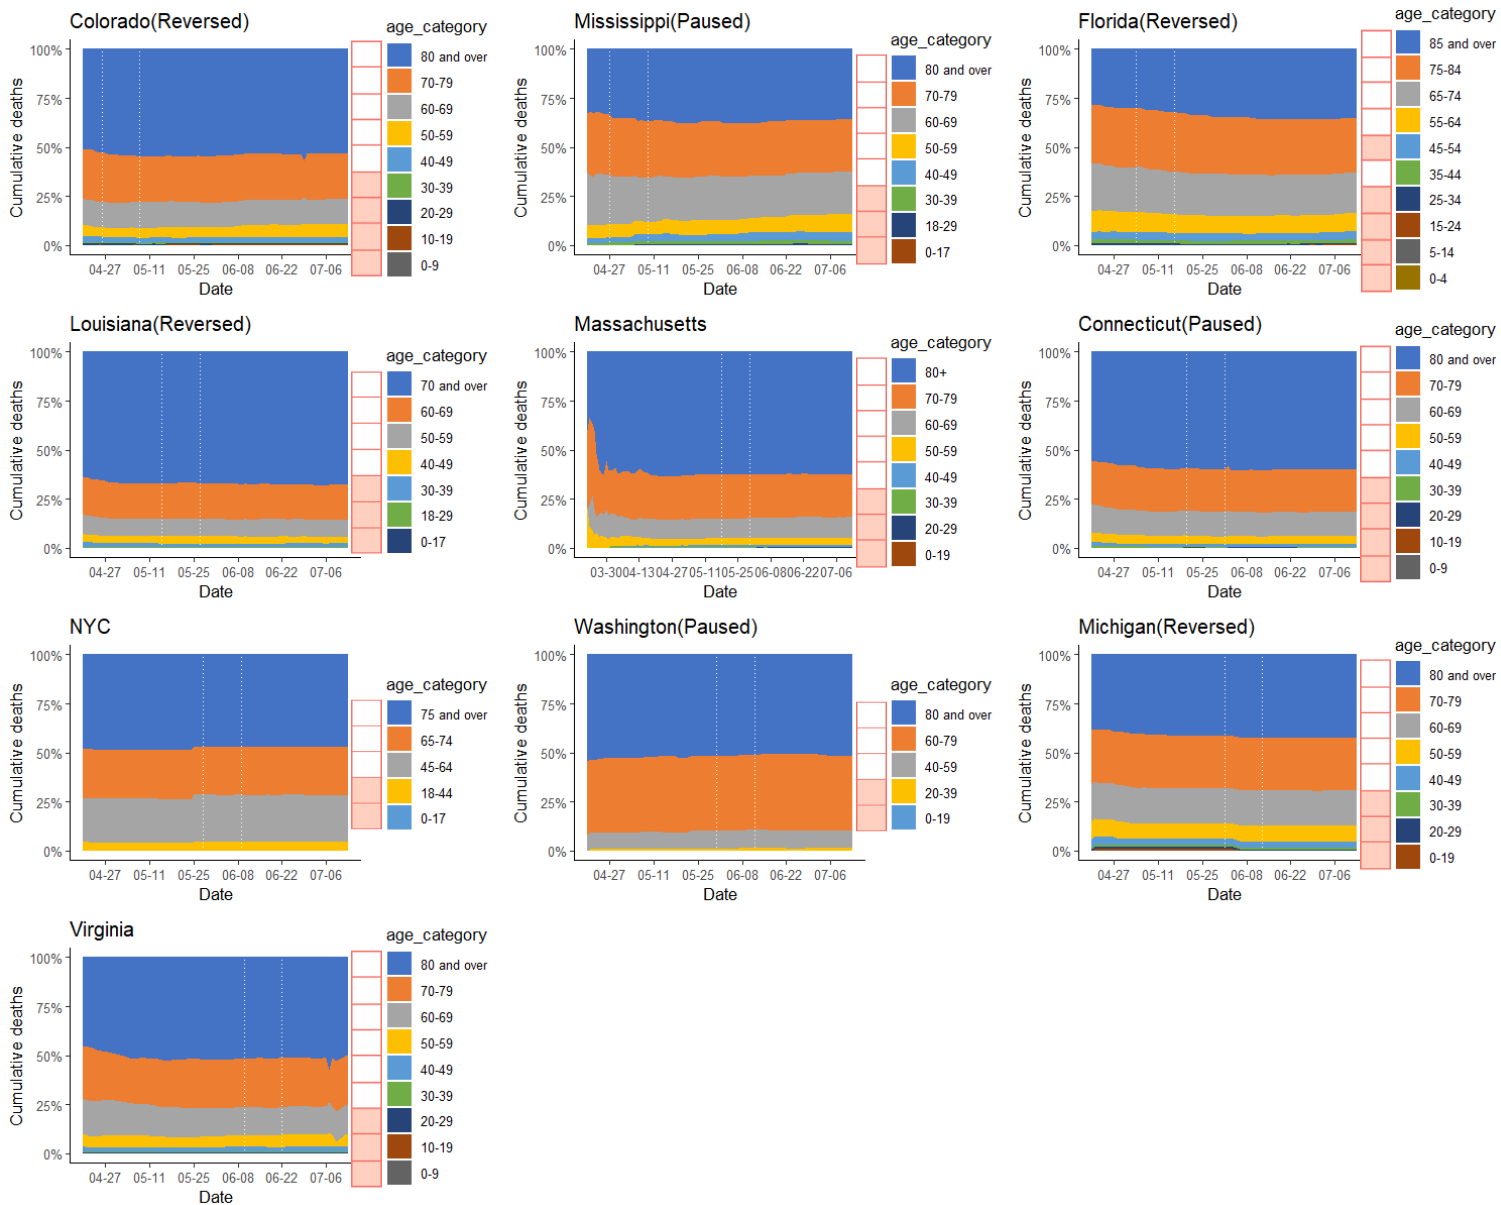 Colorado(Reversed)
Cumulative deaths
100%
75%
50%
25%
0%
04-27 05-11 05-25 06-08 06-22 07-06
Date
age_category
80 and over
70-79
60-69
50-59
40-49
30-39
20-29
10-19
0-9
Mississippi(Paused)
Cumulative deaths
100%
75%
50%
25%
0%
04-27 05-11 05-25 06-08 06-22 07-06
Date
age_category
80 and over
70-79
60-69
50-59
40-49
30-39
18-29
0-17
Florida(Reversed)
Cumulative deaths
100%
75%
50%
25%
0%
04-27 05-11 05-25 06-08 06-22 07-06
Date
age_category
85 and over
75-84
65-74
55-64
45-54
35-44
25-34
15-24
5-14
0-4
Louisiana(Reversed)
Cumulative deaths
100%
75%
50%
25%
0%
04-27 05-11 05-25 06-08 06-22 07-06
Date
age_category
70 and over
60-69
50-59
40-49
30-39
18-29
0-17
Massachusetts
Cumulative deaths
100%
75%
50%
25%
0%
03-30 04-13 04-27 05-11 05-25 06-08 06-22 07-06
Date
age_category
80+
70-79
60-69
50-59
40-49
30-39
20-29
0-19
Connecticut(Paused)
Cumulative deaths
100%
75%
50%
25%
0%
04-27 05-11 05-25 06-08 06-22 07-06
Date
age_category
80 and over
70-79
60-69
50-59
40-49
30-39
20-29
10-19
0-9
NYC
Cumulative deaths
100%
75%
50%
25%
0%
04-27 05-11 05-25 06-08 06-22 07-06
Date
age_category
75 and over
65-74
45-64
18-44
0-17
Washington(Paused)
Cumulative deaths
100%
75%
50%
25%
0%
04-27 05-11 05-25 06-08 06-22 07-06
Date
age_category
80 and over
60-79
40-59
20-39
0-19
Michigan(Reversed)
Cumulative deaths
100%
75%
50%
25%
0%
04-27 05-11 05-25 06-08 06-22 07-06
Date
age_category
80 and over
70-79
60-69
50-59
40-49
30-39
20-29
0-19
Virginia
Cumulative deaths
100%
75%
50%
25%
0%
04-27 05-11 05-25 06-08 06-22 07-06
Date
age_category
80 and over
70-79
60-69
50-59
40-49
30-39
20-29
10-19
0-9